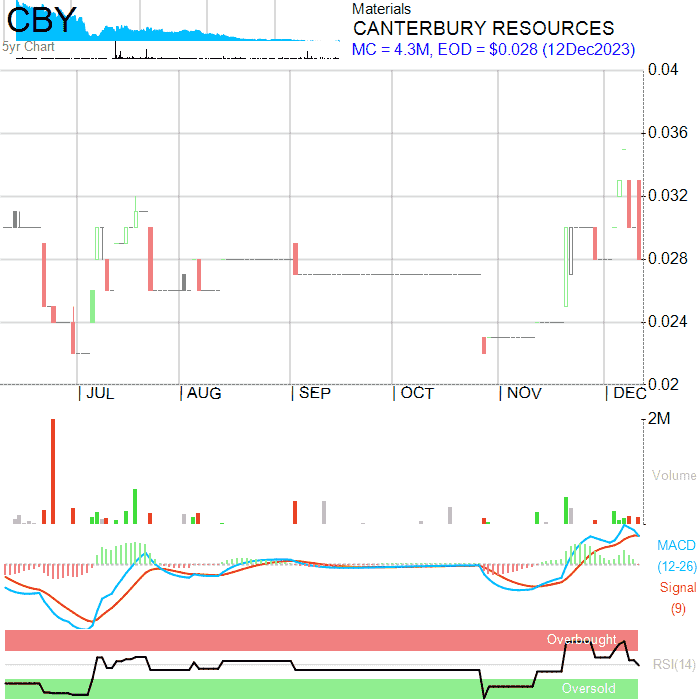 CBY
5yr Chart
Materials
CANTERBURY RESOURCES
MC = 4.3M, EOD = $0.028 (12Dec2023)
0.04
0.036
0.032
0.028
0.024
0.02
JUL AUG SEP OCT NOV DEC
2M
Volume
MACD
(12-26)
Signal
(9)
Overbought
RSI(14)
Oversold